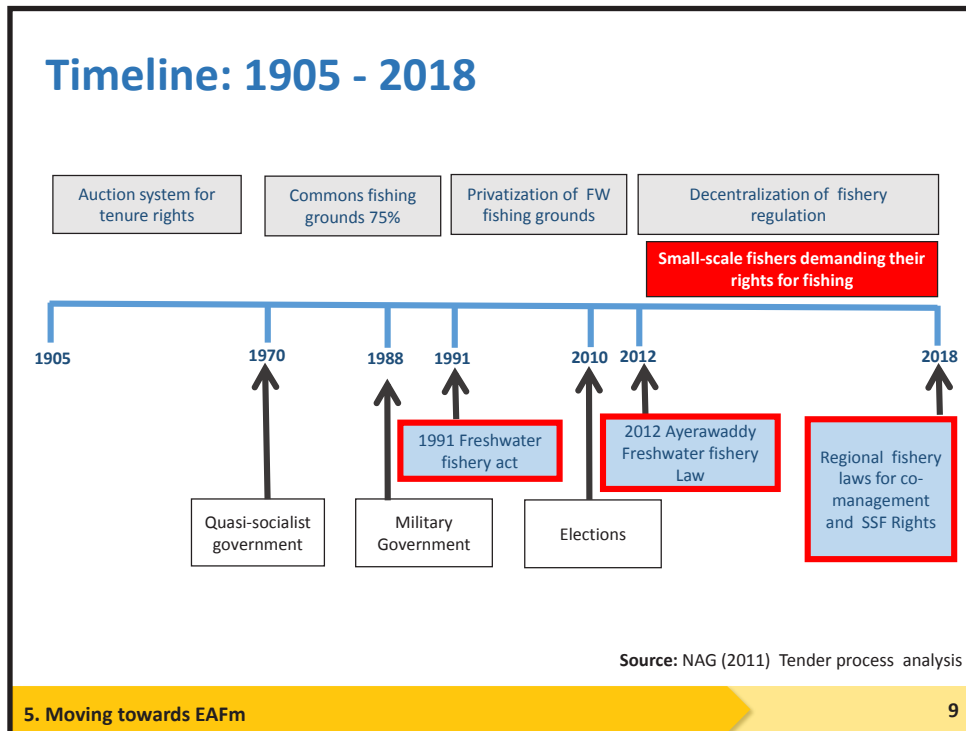 Timeline: 1905 - 2018
Auction system for
tenure rights
Commons fishing
grounds 75%
Privatization of FW
fishing grounds
Decentralization of fishery
regulation
Small-scale fishers demanding their
rights for fishing
1905
1970
1988
1991
2010
2012
2018
1991 Freshwater
fishery act
2012 Ayerawaddy
Freshwater fishery
Law
Regional fishery
laws for co-
management
and SSF Rights
Quasi-socialist
government
Military
Government
Elections
Source: NAG (2011) Tender process analysis
5. Moving towards EAFm
9